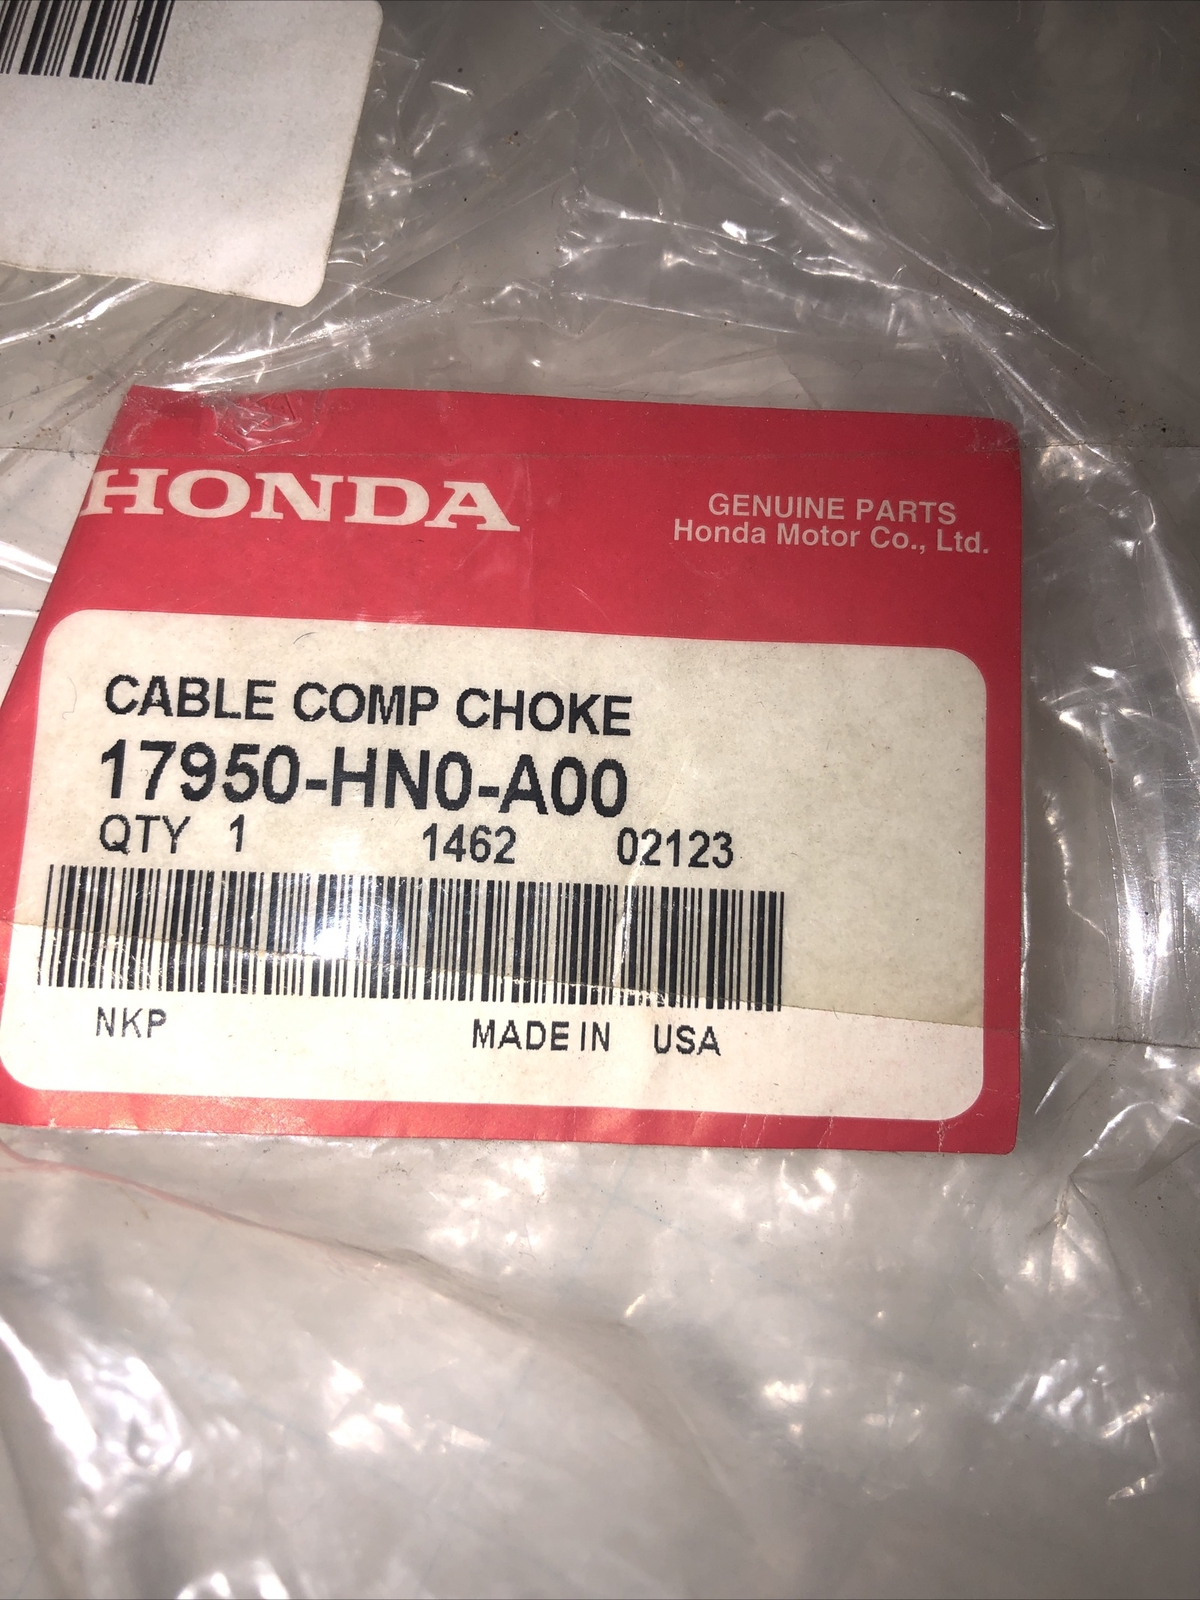 HONDA
GENUINE PARTS
Honda Motor Co., Ltd.
CABLE COMP CHOKE
17950-HN0-A00
QTY 1 1462 02123
NKP MADE IN USA